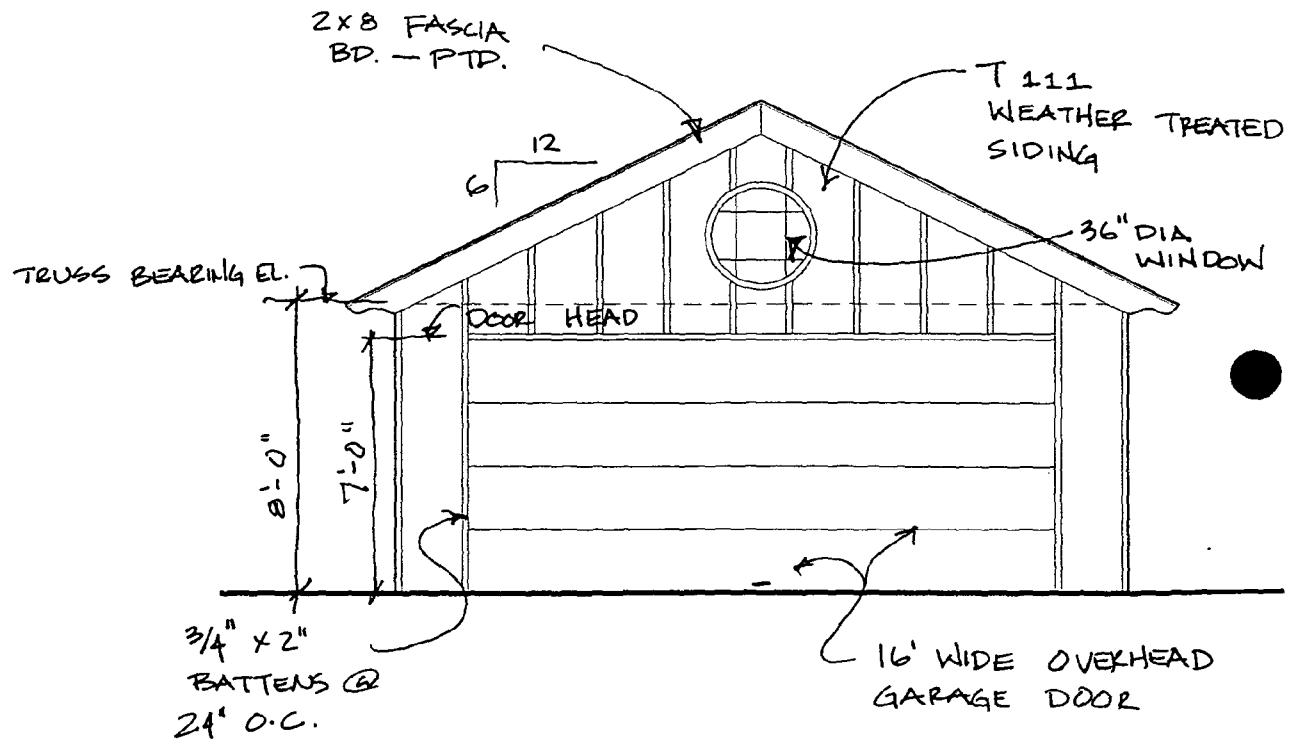 2x8 FASCIA
BD. — PTD.
T 111
WEATHER TREATED
SIDING
12
6
36" DIA.
WINDOW
TRUSS BEARING EL.
DOOR HEAD
8'-0"
7'-0"
3/4" x 2"
BATTENS @
24" O.C.
16' WIDE OVERHEAD
GARAGE DOOR